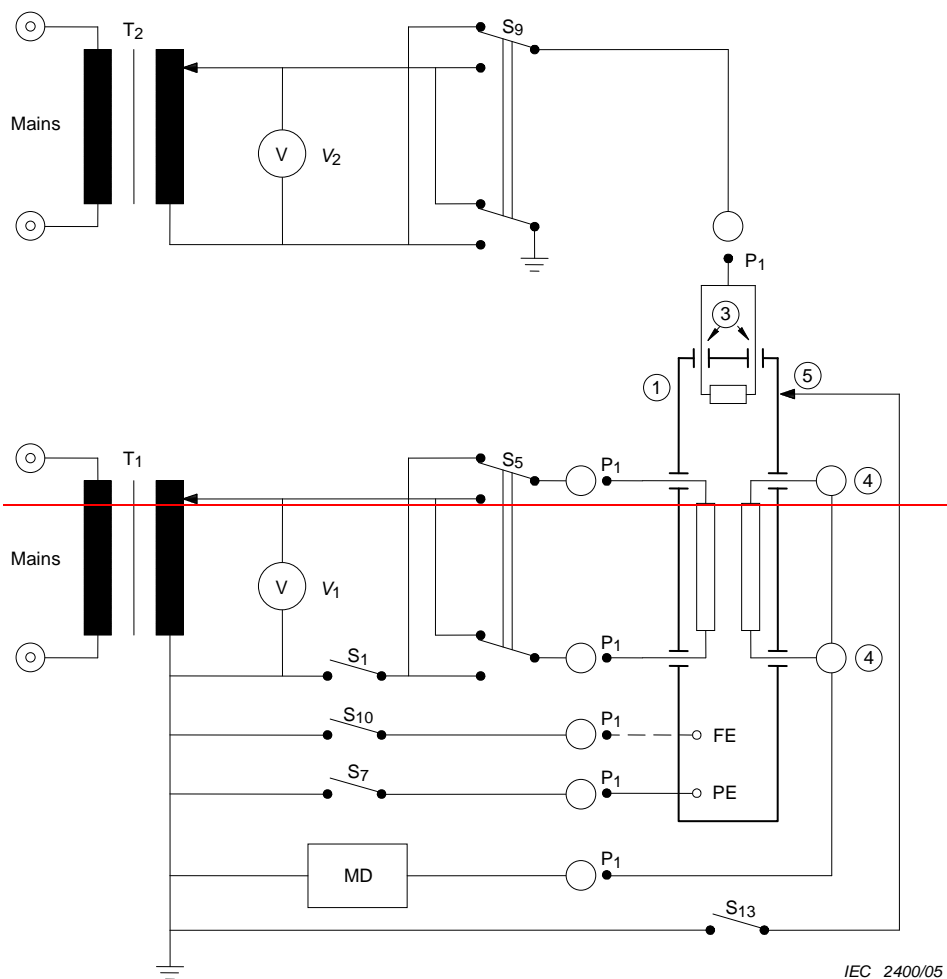 T2
S9
Mains
V
V2
P1
3
1
5
T1
S5
P1
4
Mains
V
V1
P1
4
S1
S10
P1
FE
S7
P1
PE
MD
P1
S13
IEC 2400/05